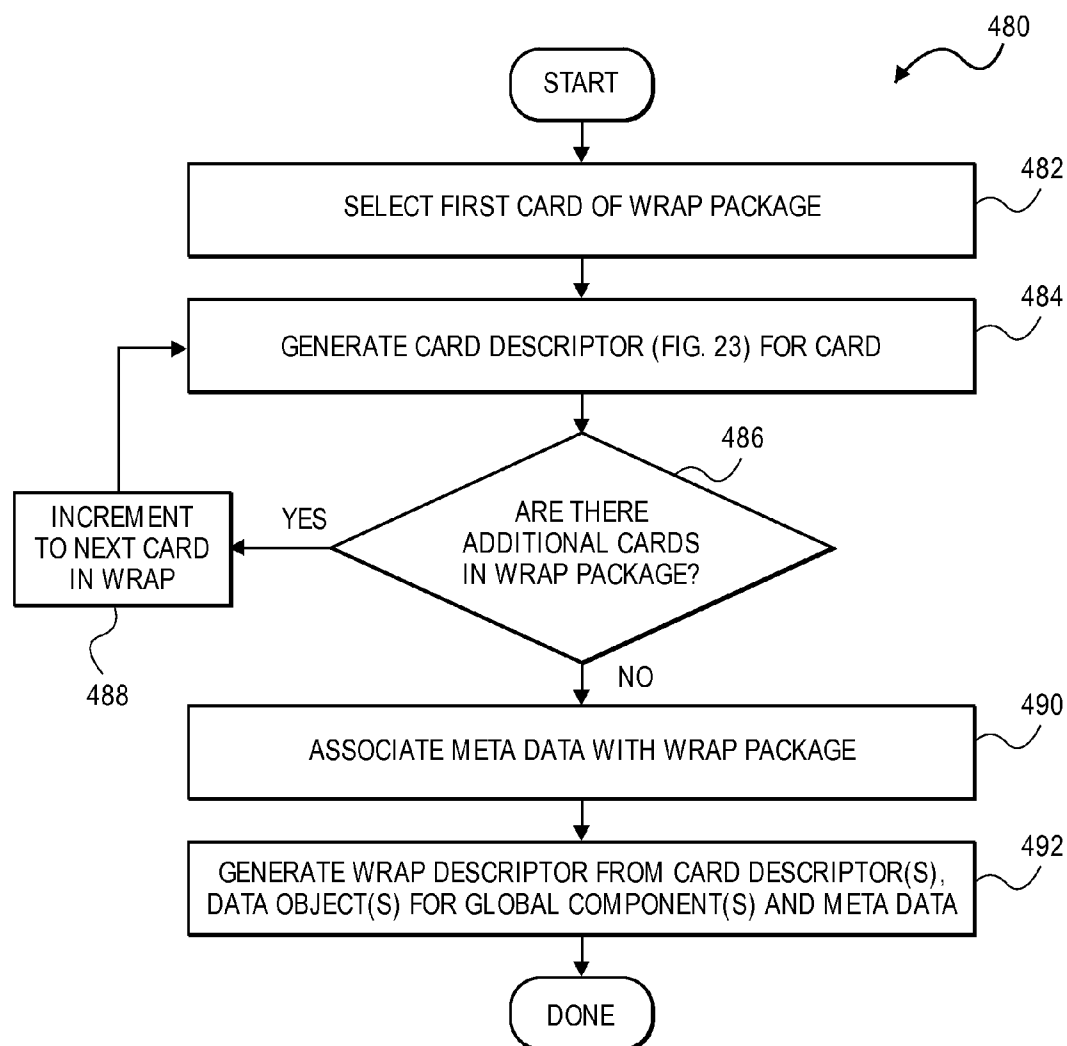 480
START
482
SELECT FIRST CARD OF WRAP PACKAGE
484
GENERATE CARD DESCRIPTOR (FIG. 23) FOR CARD
486
ARE THERE
ADDITIONAL CARDS
IN WRAP PACKAGE?
YES
INCREMENT
TO NEXT CARD
IN WRAP
488
NO
490
ASSOCIATE META DATA WITH WRAP PACKAGE
492
GENERATE WRAP DESCRIPTOR FROM CARD DESCRIPTOR(S),
DATA OBJECT(S) FOR GLOBAL COMPONENT(S) AND META DATA
DONE